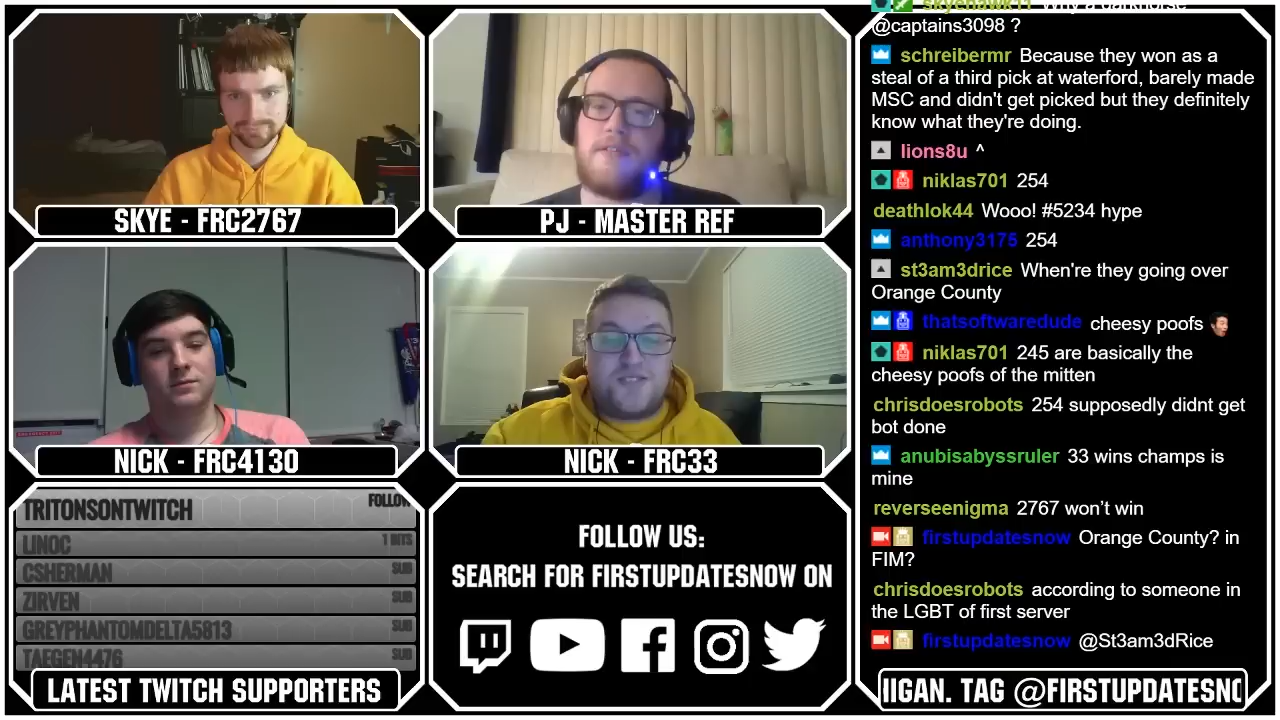 SKYE - FRC2767
PJ - MASTER REF
NICK - FRC4130
NICK - FRC33
TRITONSONTWITCH FOLLOW
LINOC 1 BITS
CSHERMAN SUB
ZIRVEN SUB
GREYPHANTOMDELTA5813 SUB
TAEGEN4476 SUB
LATEST TWITCH SUPPORTERS
FOLLOW US:
SEARCH FOR FIRSTUPDATESNOW ON
skyehawk11 Why a darkhorse
@captains3098 ?
schreibermr Because they won as a
steal of a third pick at waterford, barely made
MSC and didn't get picked but they definitely
know what they're doing.
lions8u ^
niklas701 254
deathlok44 Wooo! #5234 hype
anthony3175 254
st3am3drice When're they going over
Orange County
thatsoftwaredude cheesy poofs
niklas701 245 are basically the
cheesy poofs of the mitten
chrisdoesrobots 254 supposedly didnt get
bot done
anubisabyssruler 33 wins champs is
mine
reverseenigma 2767 won't win
firstupdatesnow Orange County? in
FIM?
chrisdoesrobots according to someone in
the LGBT of first server
firstupdatesnow @St3am3dRice
IIGAN. TAG @FIRSTUPDATESNO